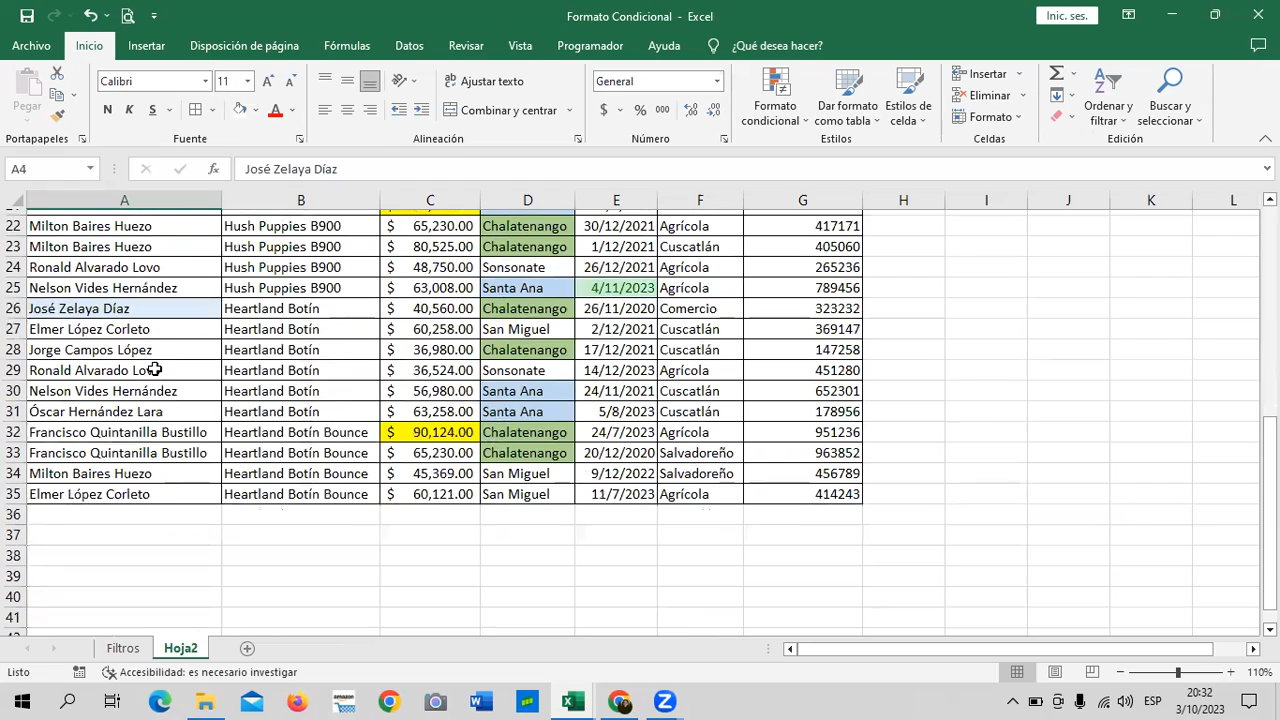 Formato Condicional - Excel
Inic. ses.
Archivo Inicio Insertar Disposición de página Fórmulas Datos Revisar Vista Programador Ayuda ¿Qué desea hacer?
Pegar
Calibri 11
N K S
Ajustar texto
Combinar y centrar
General
$ % 000
Formato condicional
Dar formato como tabla
Estilos de celda
Insertar
Eliminar
Formato
Ordenar y filtrar
Buscar y seleccionar
Portapapeles Fuente Alineación Número Estilos Celdas Edición
A4 fx José Zelaya Díaz
A B C D E F G H I J K L
22 Milton Baires Huezo Hush Puppies B900 $ 65,230.00 Chalatenango 30/12/2021 Agrícola 417171
23 Milton Baires Huezo Hush Puppies B900 $ 80,525.00 Chalatenango 1/12/2021 Cuscatlán 405060
24 Ronald Alvarado Lovo Hush Puppies B900 $ 48,750.00 Sonsonate 26/12/2021 Agrícola 265236
25 Nelson Vides Hernández Hush Puppies B900 $ 63,008.00 Santa Ana 4/11/2023 Agrícola 789456
26 José Zelaya Díaz Heartland Botín $ 40,560.00 Chalatenango 26/11/2020 Comercio 323232
27 Elmer López Corleto Heartland Botín $ 60,258.00 San Miguel 2/12/2021 Cuscatlán 369147
28 Jorge Campos López Heartland Botín $ 36,980.00 Chalatenango 17/12/2021 Cuscatlán 147258
29 Ronald Alvarado Lovo Heartland Botín $ 36,524.00 Sonsonate 14/12/2023 Agrícola 451280
30 Nelson Vides Hernández Heartland Botín $ 56,980.00 Santa Ana 24/11/2021 Cuscatlán 652301
31 Óscar Hernández Lara Heartland Botín $ 63,258.00 Santa Ana 5/8/2023 Cuscatlán 178956
32 Francisco Quintanilla Bustillo Heartland Botín Bounce $ 90,124.00 Chalatenango 24/7/2023 Agrícola 951236
33 Francisco Quintanilla Bustillo Heartland Botín Bounce $ 65,230.00 Chalatenango 20/12/2020 Salvadoreño 963852
34 Milton Baires Huezo Heartland Botín Bounce $ 45,369.00 San Miguel 9/12/2022 Salvadoreño 456789
35 Elmer López Corleto Heartland Botín Bounce $ 60,121.00 San Miguel 11/7/2023 Agrícola 414243
36
37
38
39
40
41
Filtros Hoja2
Listo Accesibilidad: es necesario investigar 110%
amazon ESP 20:32
3/10/2023